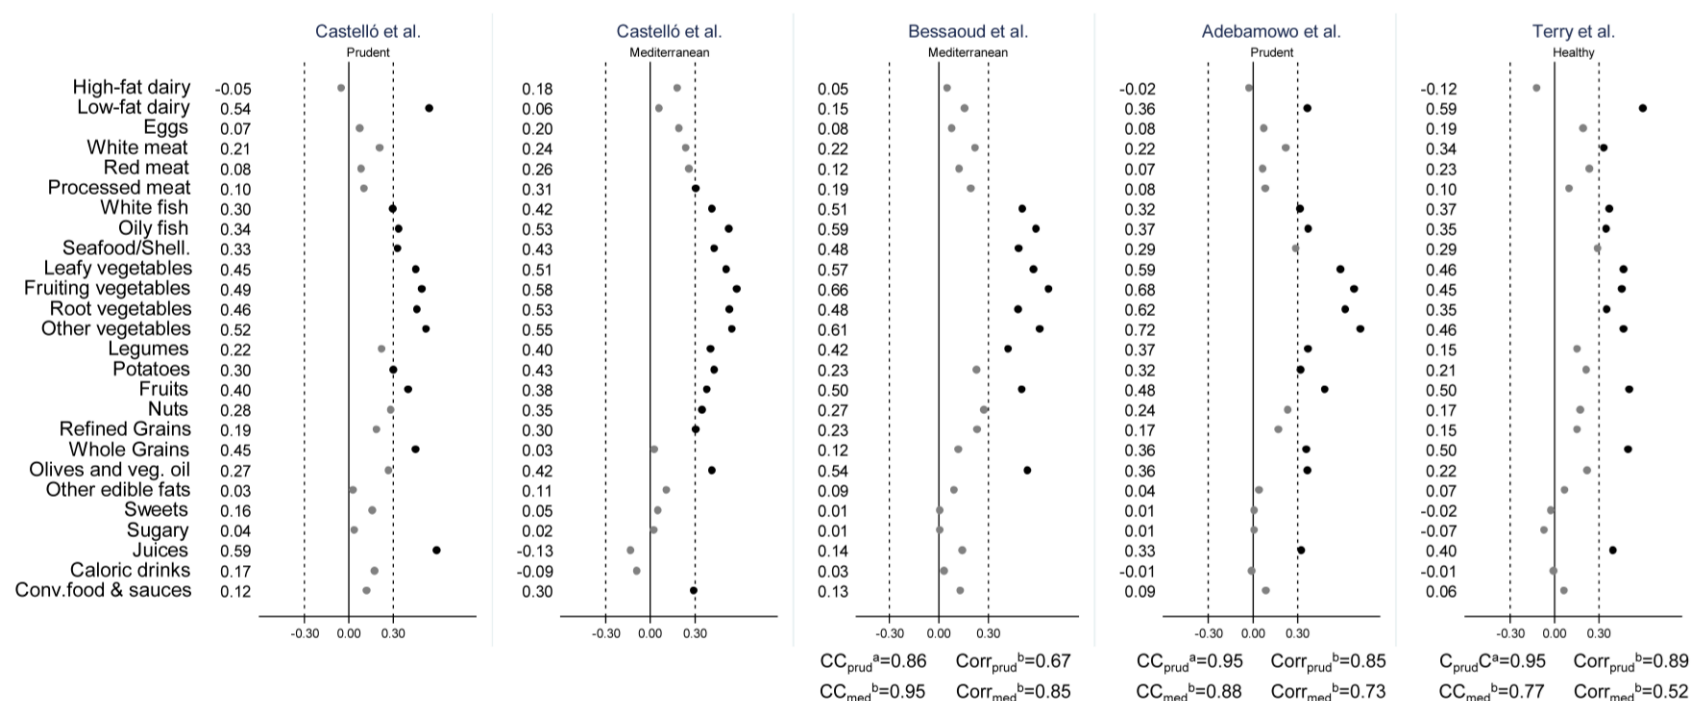 Castelló et al. Castelló et al. Bessaoud et al. Adebamowo et al. Terry et al.
Prudent Mediterranean Mediterranean Prudent Healthy
High-fat dairy -0.05 0.18 0.05 -0.02 -0.12
Low-fat dairy 0.54 0.06 0.15 0.36 0.59
Eggs 0.07 0.20 0.08 0.08 0.19
White meat 0.21 0.24 0.22 0.22 0.34
Red meat 0.08 0.26 0.12 0.07 0.23
Processed meat 0.10 0.31 0.19 0.08 0.10
White fish 0.30 0.42 0.51 0.32 0.37
Oily fish 0.34 0.53 0.59 0.37 0.35
Seafood/Shell. 0.33 0.43 0.48 0.29 0.29
Leafy vegetables 0.45 0.51 0.57 0.59 0.46
Fruiting vegetables 0.49 0.58 0.66 0.68 0.45
Root vegetables 0.46 0.53 0.48 0.62 0.35
Other vegetables 0.52 0.55 0.61 0.72 0.46
Legumes 0.22 0.40 0.42 0.37 0.15
Potatoes 0.30 0.43 0.23 0.32 0.21
Fruits 0.40 0.38 0.50 0.48 0.50
Nuts 0.28 0.35 0.27 0.24 0.17
Refined Grains 0.19 0.30 0.23 0.17 0.15
Whole Grains 0.45 0.03 0.12 0.36 0.50
Olives and veg. oil 0.27 0.42 0.54 0.36 0.22
Other edible fats 0.03 0.11 0.09 0.04 0.07
Sweets 0.16 0.05 0.01 0.01 -0.02
Sugary 0.04 0.02 0.01 0.01 -0.07
Juices 0.59 -0.13 0.14 0.33 0.40
Caloric drinks 0.17 -0.09 0.03 -0.01 -0.01
Conv.food & sauces 0.12 0.30 0.13 0.09 0.06
-0.30 0.00 0.30 -0.30 0.00 0.30 -0.30 0.00 0.30 -0.30 0.00 0.30 -0.30 0.00 0.30
CCprudᵃ=0.86 Corrprudᵇ=0.67 CCprudᵃ=0.95 Corrprudᵇ=0.85 CprudCᵃ=0.95 Corrprudᵇ=0.89
CCmedᵇ=0.95 Corrmedᵇ=0.85 CCmedᵇ=0.88 Corrmedᵇ=0.73 CCmedᵇ=0.77 Corrmedᵇ=0.52